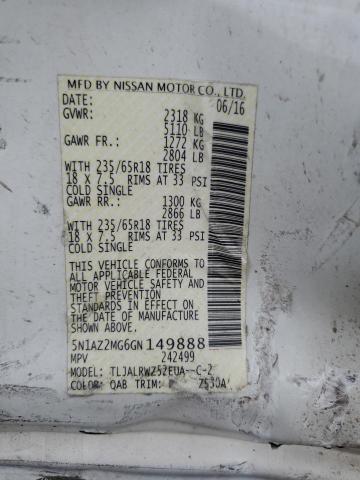 MFD BY NISSAN MOTOR CO., LTD.
DATE: 06/16
GVWR: 2318 KG
5110 LB
GAWR FR.: 1272 KG
2804 LB
WITH 235/65R18 TIRES
18 X 7.5 RIMS AT 33 PSI
COLD SINGLE
GAWR RR.: 1300 KG
2866 LB
WITH 235/65R18 TIRES
18 X 7.5 RIMS AT 33 PSI
COLD SINGLE
THIS VEHICLE CONFORMS TO
ALL APPLICABLE FEDERAL
MOTOR VEHICLE SAFETY
AND THEFT PREVENTION
STANDARDS IN EFFECT ON
THE DATE OF MANUFACTURE
SHOWN ABOVE.
5N1AZ2MG6GN149888
MPV 242499
MODEL: TLJALRWZ52EUA--C-2
COLOR: QAB TRIM: